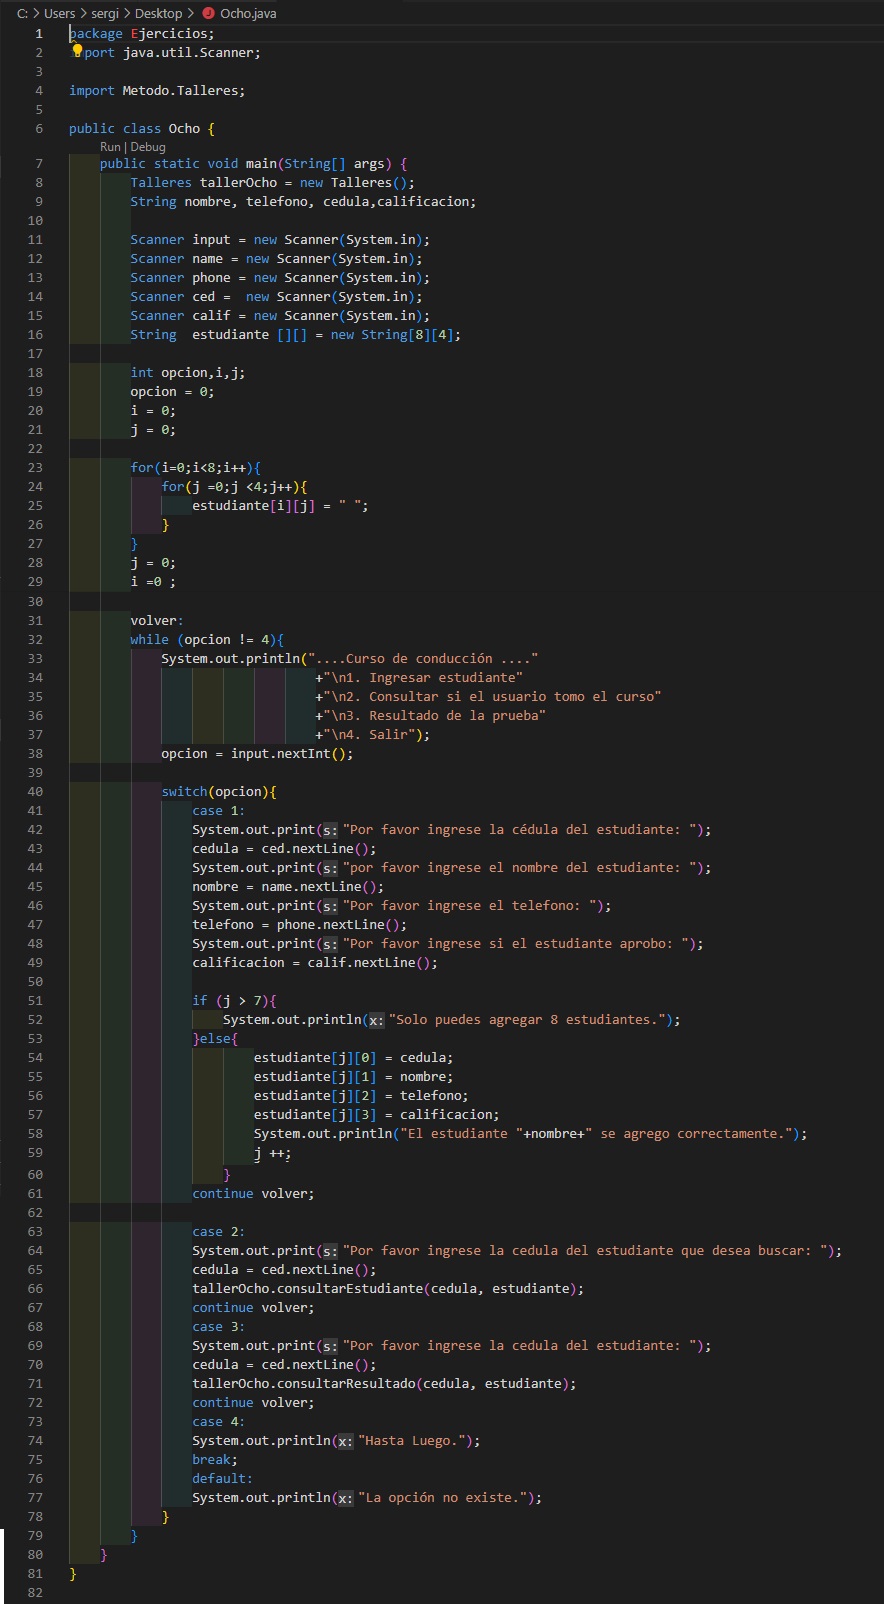 C: > Users > sergi > Desktop > Ocho.java
1 package Ejercicios;
2 port java.util.Scanner;
3
4 import Metodo.Talleres;
5
6 public class Ocho {
Run | Debug
7 public static void main(String[] args) {
8 Talleres tallerOcho = new Talleres();
9 String nombre, telefono, cedula,calificacion;
10
11 Scanner input = new Scanner(System.in);
12 Scanner name = new Scanner(System.in);
13 Scanner phone = new Scanner(System.in);
14 Scanner ced =  new Scanner(System.in);
15 Scanner calif = new Scanner(System.in);
16 String  estudiante [][] = new String[8][4];
17
18 int opcion,i,j;
19 opcion = 0;
20 i = 0;
21 j = 0;
22
23 for(i=0;i<8;i++){
24 for(j =0;j <4;j++){
25 estudiante[i][j] = " ";
26 }
27 }
28 j = 0;
29 i =0 ;
30
31 volver:
32 while (opcion != 4){
33 System.out.println("....Curso de conducción ...."
34 +"\n1. Ingresar estudiante"
35 +"\n2. Consultar si el usuario tomo el curso"
36 +"\n3. Resultado de la prueba"
37 +"\n4. Salir");
38 opcion = input.nextInt();
39
40 switch(opcion){
41 case 1:
42 System.out.print(s: "Por favor ingrese la cédula del estudiante: ");
43 cedula = ced.nextLine();
44 System.out.print(s: "por favor ingrese el nombre del estudiante: ");
45 nombre = name.nextLine();
46 System.out.print(s: "Por favor ingrese el telefono: ");
47 telefono = phone.nextLine();
48 System.out.print(s: "Por favor ingrese si el estudiante aprobo: ");
49 calificacion = calif.nextLine();
50
51 if (j > 7){
52 System.out.println(x: "Solo puedes agregar 8 estudiantes.");
53 }else{
54 estudiante[j][0] = cedula;
55 estudiante[j][1] = nombre;
56 estudiante[j][2] = telefono;
57 estudiante[j][3] = calificacion;
58 System.out.println("El estudiante "+nombre+" se agrego correctamente.");
59 j ++;
60 }
61 continue volver;
62
63 case 2:
64 System.out.print(s: "Por favor ingrese la cedula del estudiante que desea buscar: ");
65 cedula = ced.nextLine();
66 tallerOcho.consultarEstudiante(cedula, estudiante);
67 continue volver;
68 case 3:
69 System.out.print(s: "Por favor ingrese la cedula del estudiante: ");
70 cedula = ced.nextLine();
71 tallerOcho.consultarResultado(cedula, estudiante);
72 continue volver;
73 case 4:
74 System.out.println(x: "Hasta Luego.");
75 break;
76 default:
77 System.out.println(x: "La opción no existe.");
78 }
79 }
80 }
81 }
82